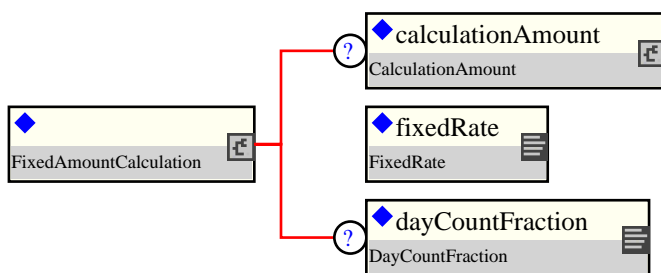 ?
calculationAmount
CalculationAmount
FixedAmountCalculation
fixedRate
FixedRate
?
dayCountFraction
DayCountFraction